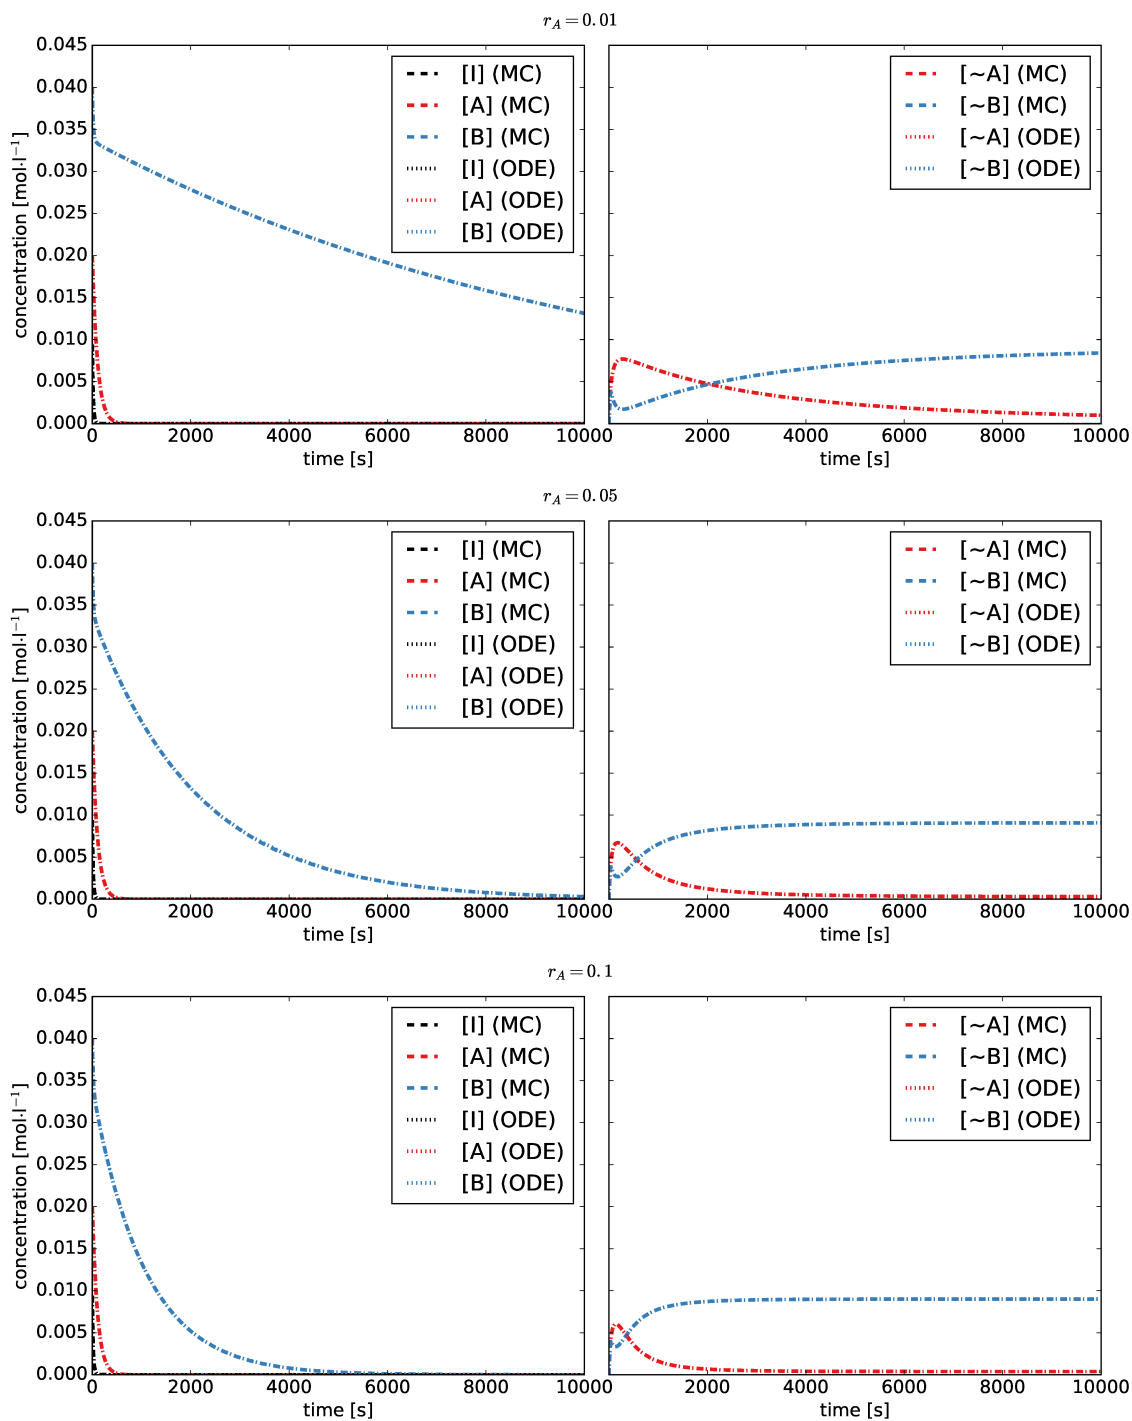 r_A = 0.01
concentration [mol·l⁻¹]
0.045
0.040
0.035
0.030
0.025
0.020
0.015
0.010
0.005
0.000
[I] (MC)
[A] (MC)
[B] (MC)
[I] (ODE)
[A] (ODE)
[B] (ODE)
0 2000 4000 6000 8000 10000
time [s]
[~A] (MC)
[~B] (MC)
[~A] (ODE)
[~B] (ODE)
0 2000 4000 6000 8000 10000
time [s]
r_A = 0.05
concentration [mol·l⁻¹]
0.045
0.040
0.035
0.030
0.025
0.020
0.015
0.010
0.005
0.000
[I] (MC)
[A] (MC)
[B] (MC)
[I] (ODE)
[A] (ODE)
[B] (ODE)
0 2000 4000 6000 8000 10000
time [s]
[~A] (MC)
[~B] (MC)
[~A] (ODE)
[~B] (ODE)
0 2000 4000 6000 8000 10000
time [s]
r_A = 0.1
concentration [mol·l⁻¹]
0.045
0.040
0.035
0.030
0.025
0.020
0.015
0.010
0.005
0.000
[I] (MC)
[A] (MC)
[B] (MC)
[I] (ODE)
[A] (ODE)
[B] (ODE)
0 2000 4000 6000 8000 10000
time [s]
[~A] (MC)
[~B] (MC)
[~A] (ODE)
[~B] (ODE)
0 2000 4000 6000 8000 10000
time [s]